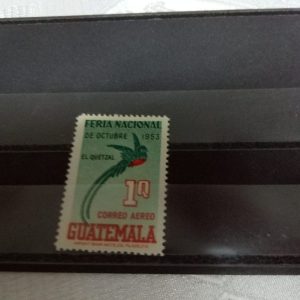 FERIA NACIONAL
DE OCTUBRE 1953
EL QUETZAL
1Q
CORREO AEREO
GUATEMALA